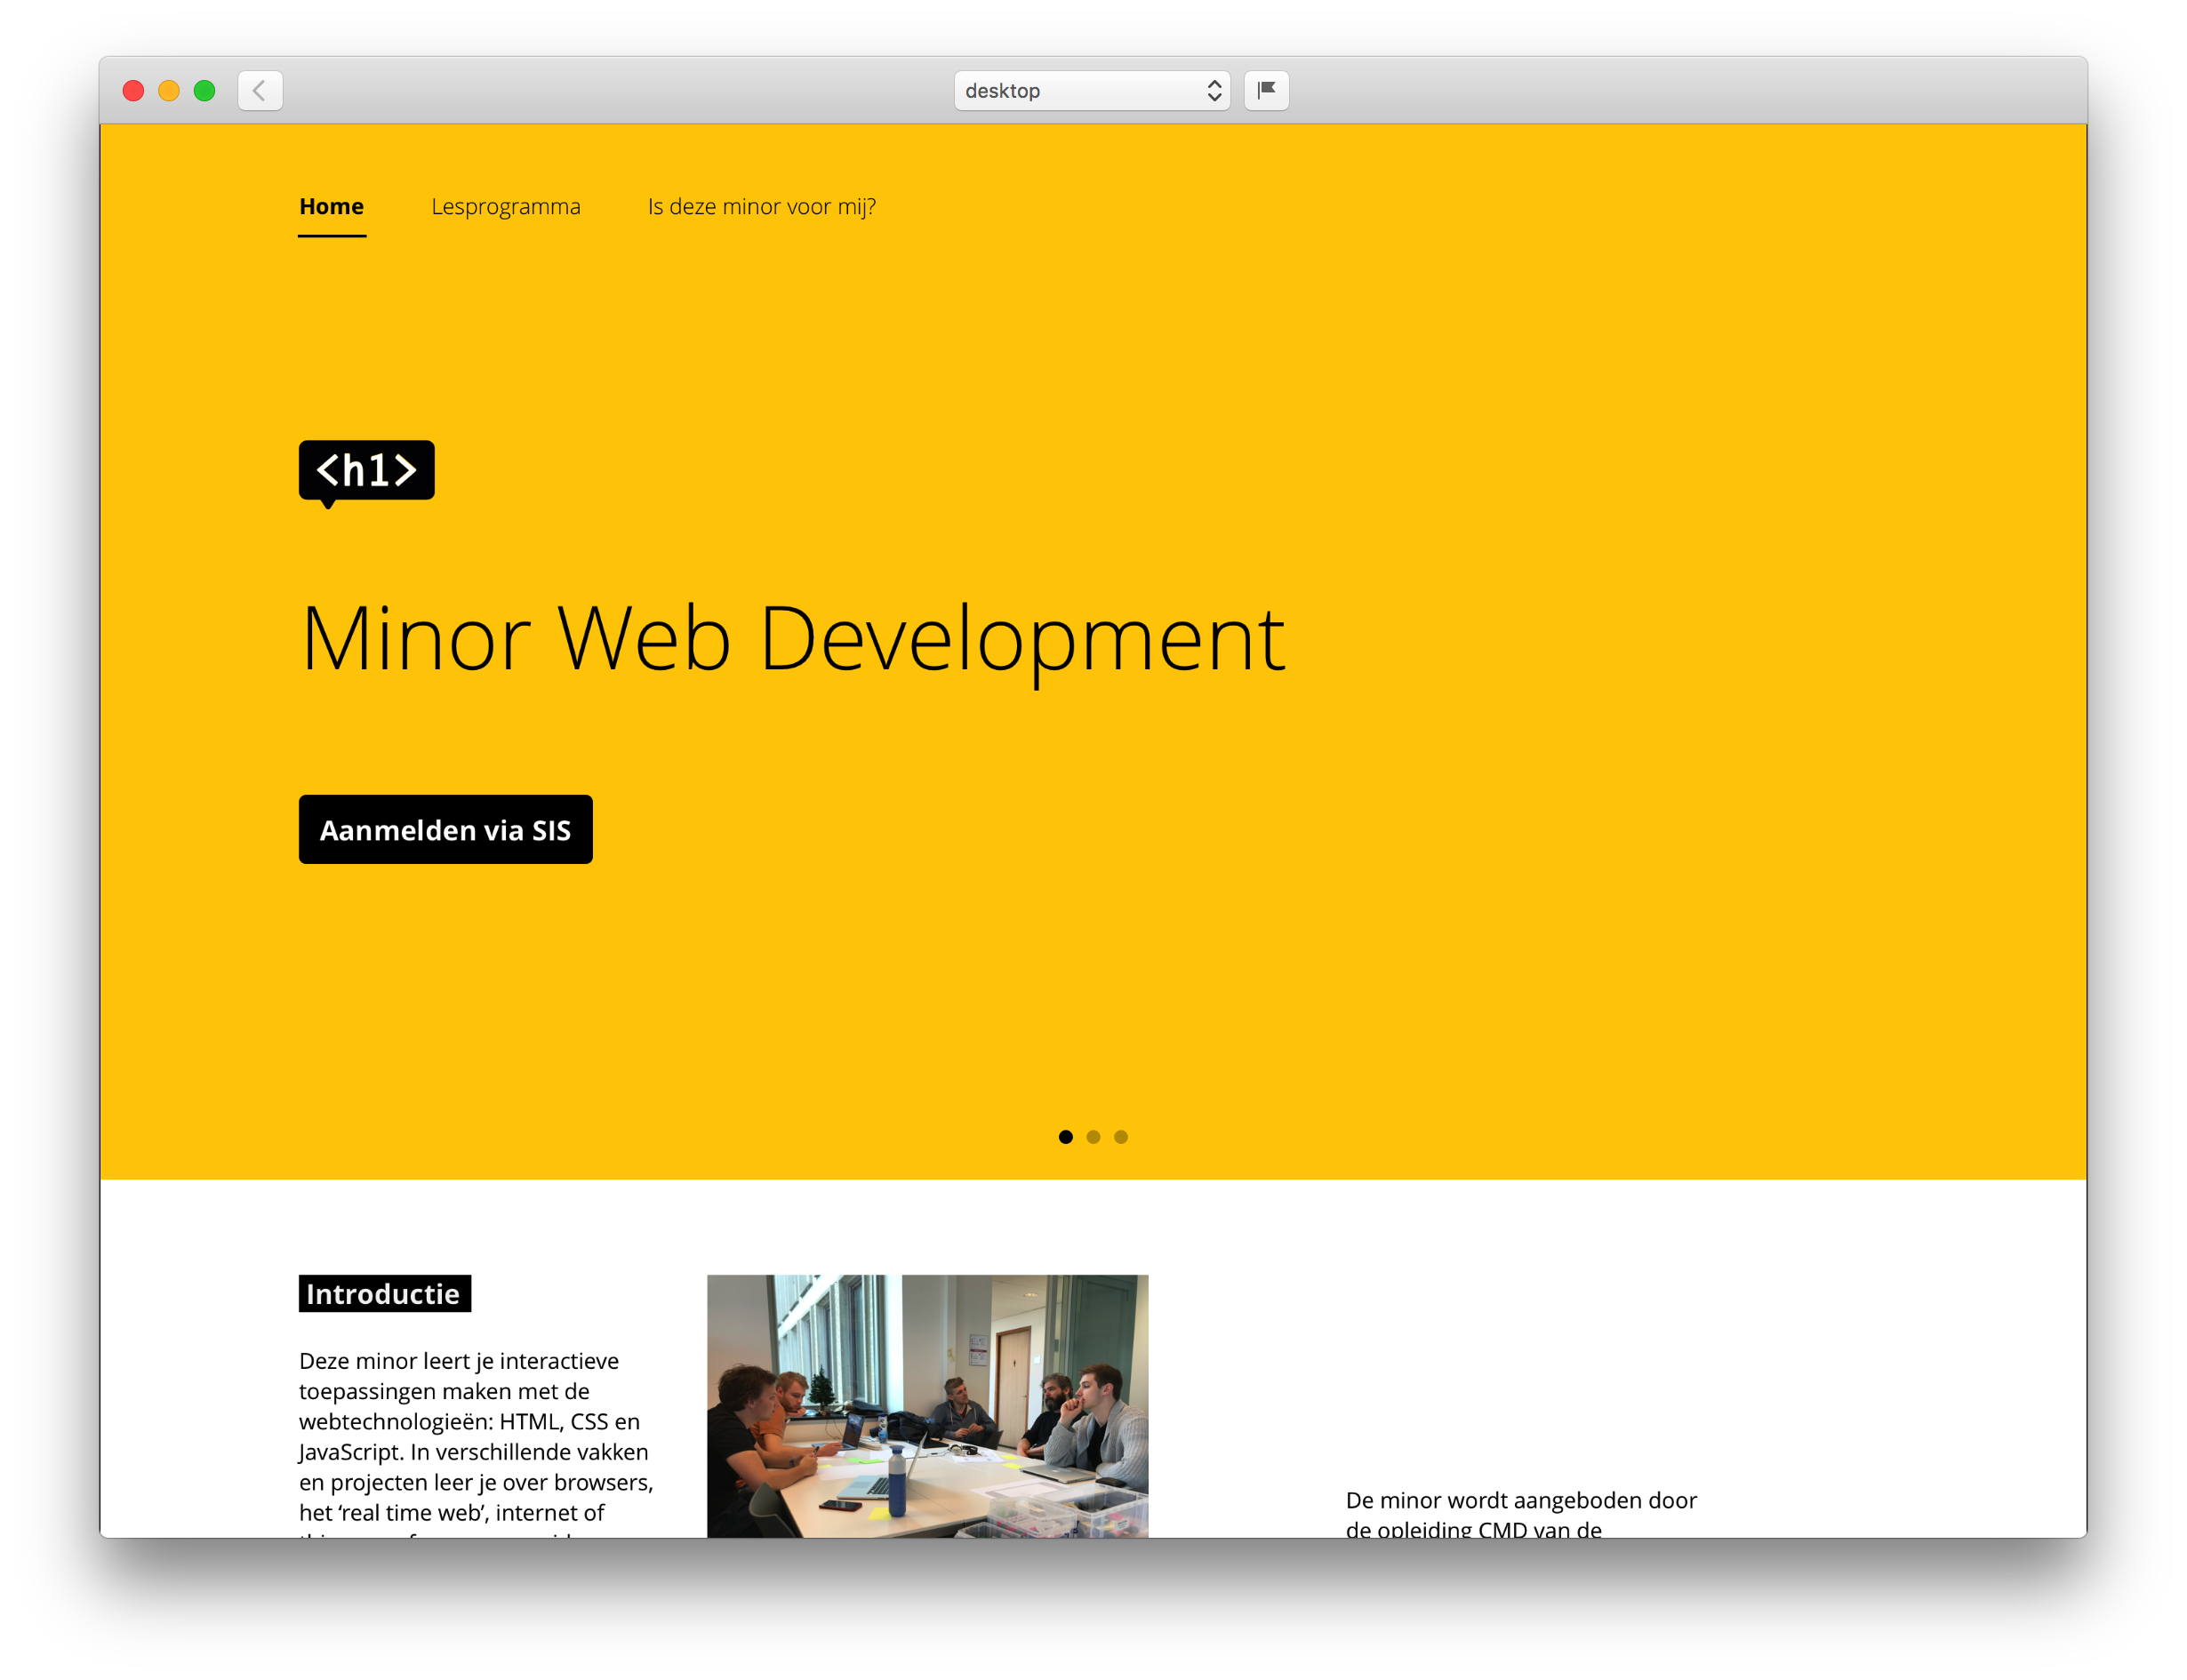 desktop
Home Lesprogramma Is deze minor voor mij?
<h1>
Minor Web Development
Aanmelden via SIS
Introductie
Deze minor leert je interactieve
toepassingen maken met de
webtechnologieën: HTML, CSS en
JavaScript. In verschillende vakken
en projecten leer je over browsers,
het ‘real time web’, internet of
De minor wordt aangeboden door
de opleiding CMD van de